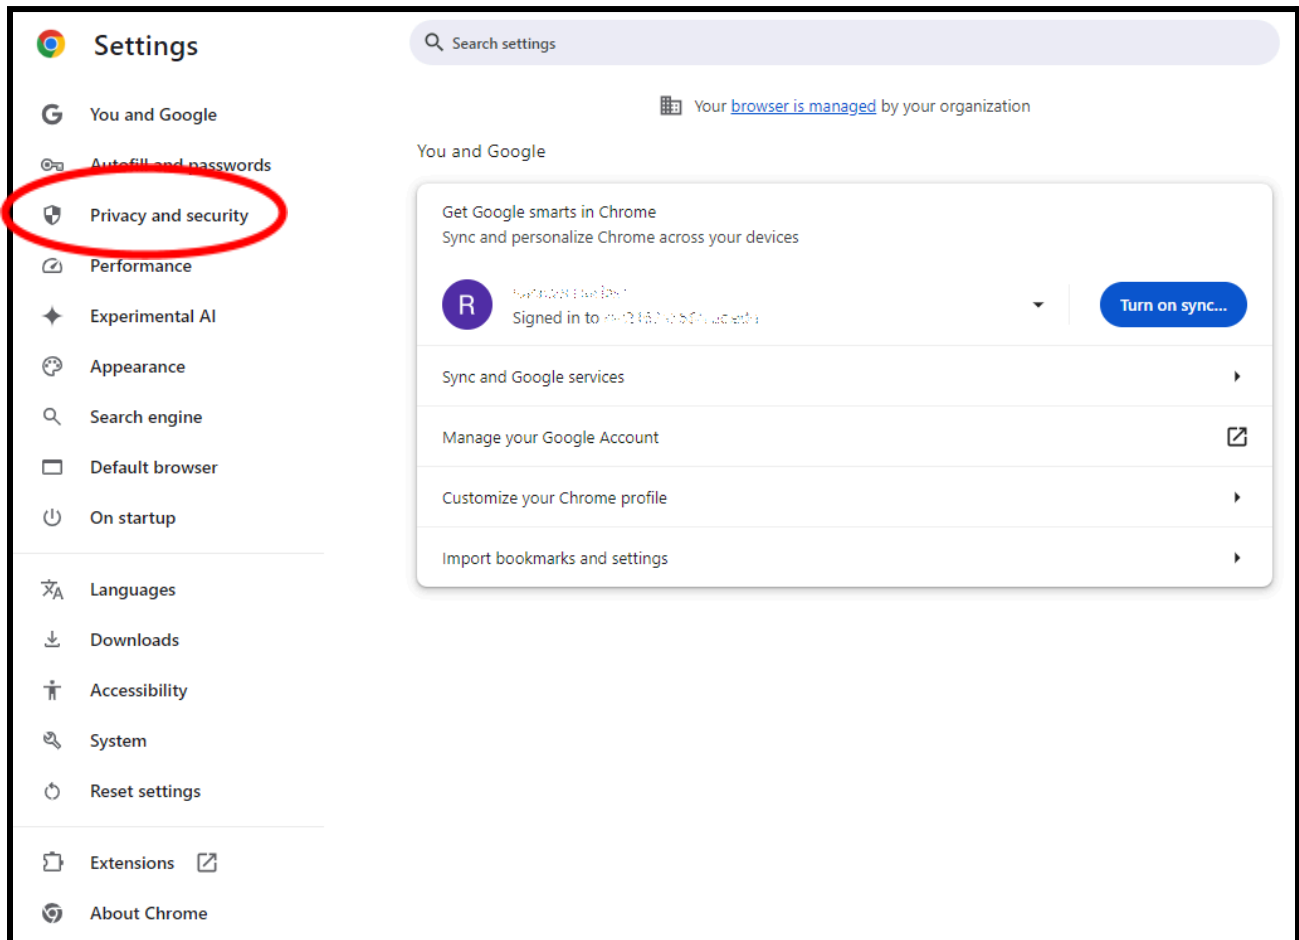 Settings
Search settings
You and Google
Autofill and passwords
Privacy and security
Performance
Experimental AI
Appearance
Search engine
Default browser
On startup
Languages
Downloads
Accessibility
System
Reset settings
Extensions
About Chrome
Your browser is managed by your organization
You and Google
Get Google smarts in Chrome
Sync and personalize Chrome across your devices
R
Signed in to
Turn on sync...
Sync and Google services
Manage your Google Account
Customize your Chrome profile
Import bookmarks and settings